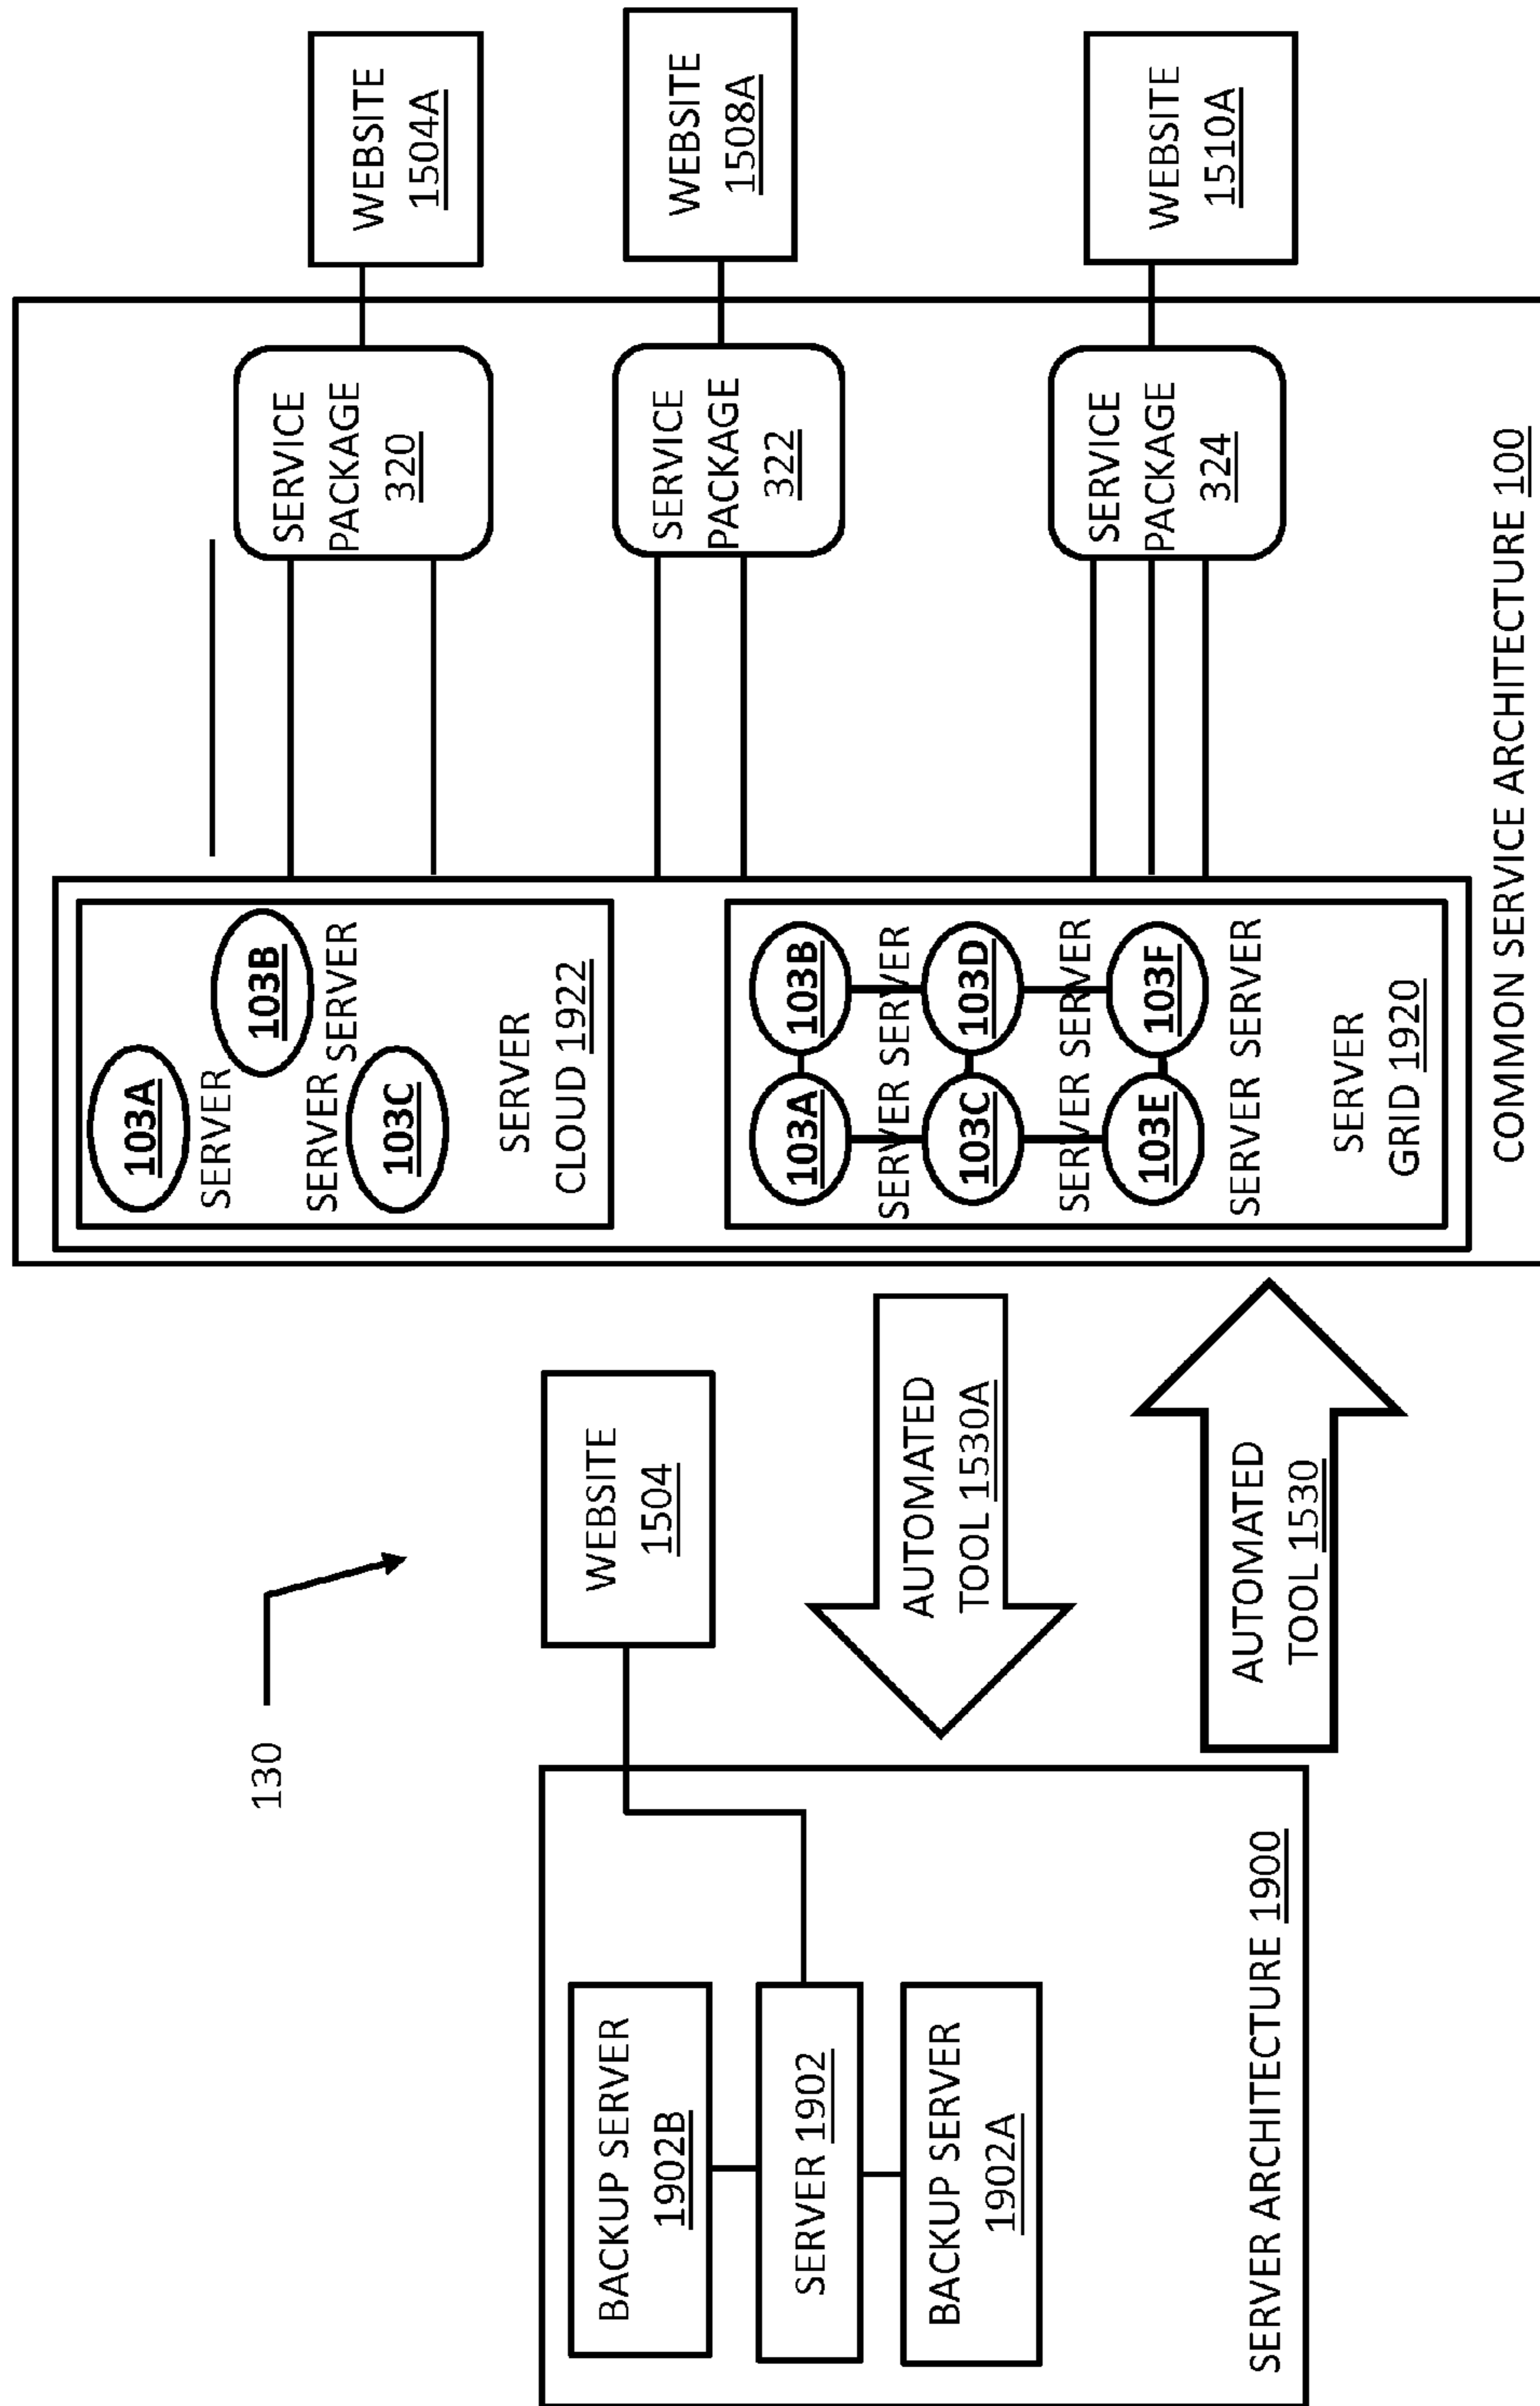 130
BACKUP SERVER
1902B
SERVER 1902
BACKUP SERVER
1902A
SERVER ARCHITECTURE 1900
WEBSITE
1504
AUTOMATED
TOOL 1530A
AUTOMATED
TOOL 1530
103A
SERVER
103B
SERVER
SERVER
103C
SERVER
CLOUD 1922
103A
103B
SERVER SERVER
103C
103D
SERVER SERVER
103E
103F
SERVER SERVER
SERVER
GRID 1920
SERVICE
PACKAGE
320
SERVICE
PACKAGE
322
SERVICE
PACKAGE
324
COMMON SERVICE ARCHITECTURE 100
WEBSITE
1504A
WEBSITE
1508A
WEBSITE
1510A